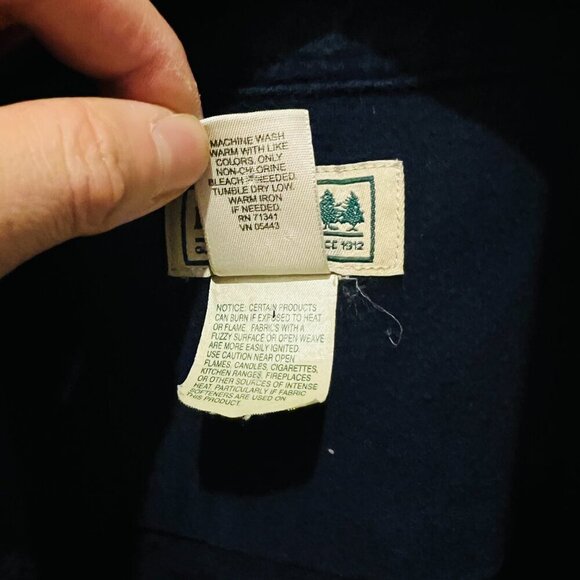 MACHINE WASH
WARM WITH LIKE
COLORS. ONLY
NON-CHLORINE
BLEACH NEEDED.
TUMBLE DRY LOW.
WARM IRON
IF NEEDED.
RN 71341
VN 05443
1912
NOTICE: CERTAIN PRODUCTS
CAN BURN IF EXPOSED TO HEAT
OR FLAME. FABRICS WITH A
FUZZY SURFACE OR OPEN WEAVE
ARE MORE EASILY IGNITED.
USE CAUTION NEAR OPEN
FLAMES, CANDLES, CIGARETTES,
KITCHEN RANGES, FIREPLACES
OR OTHER SOURCES OF INTENSE
HEAT PARTICULARLY IF FABRIC
SOFTENERS ARE USED ON
THIS PRODUCT